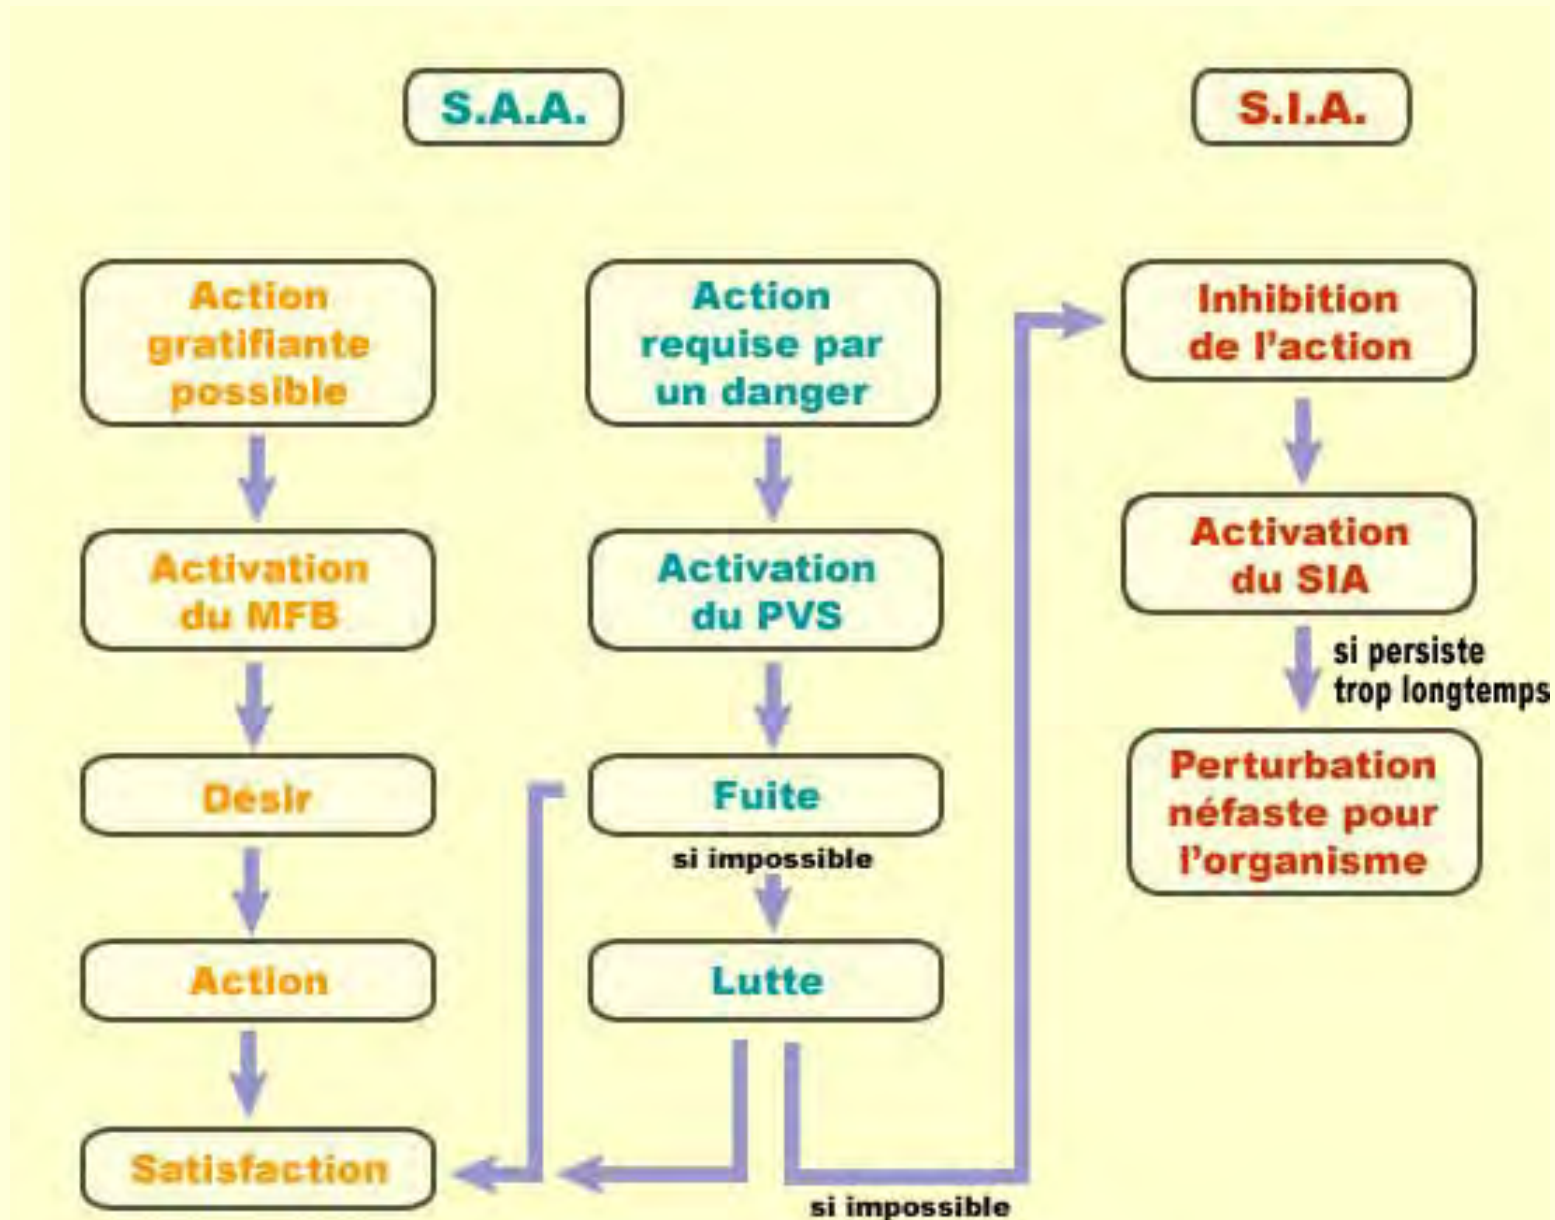 S.A.A.
S.I.A.
Action
gratifiante
possible
Activation
du MFB
Désir
Action
Satisfaction
Action
requise par
un danger
Activation
du PVS
Fuite
si impossible
Lutte
si impossible
Inhibition
de l'action
Activation
du SIA
si persiste
trop longtemps
Perturbation
néfaste pour
l'organisme